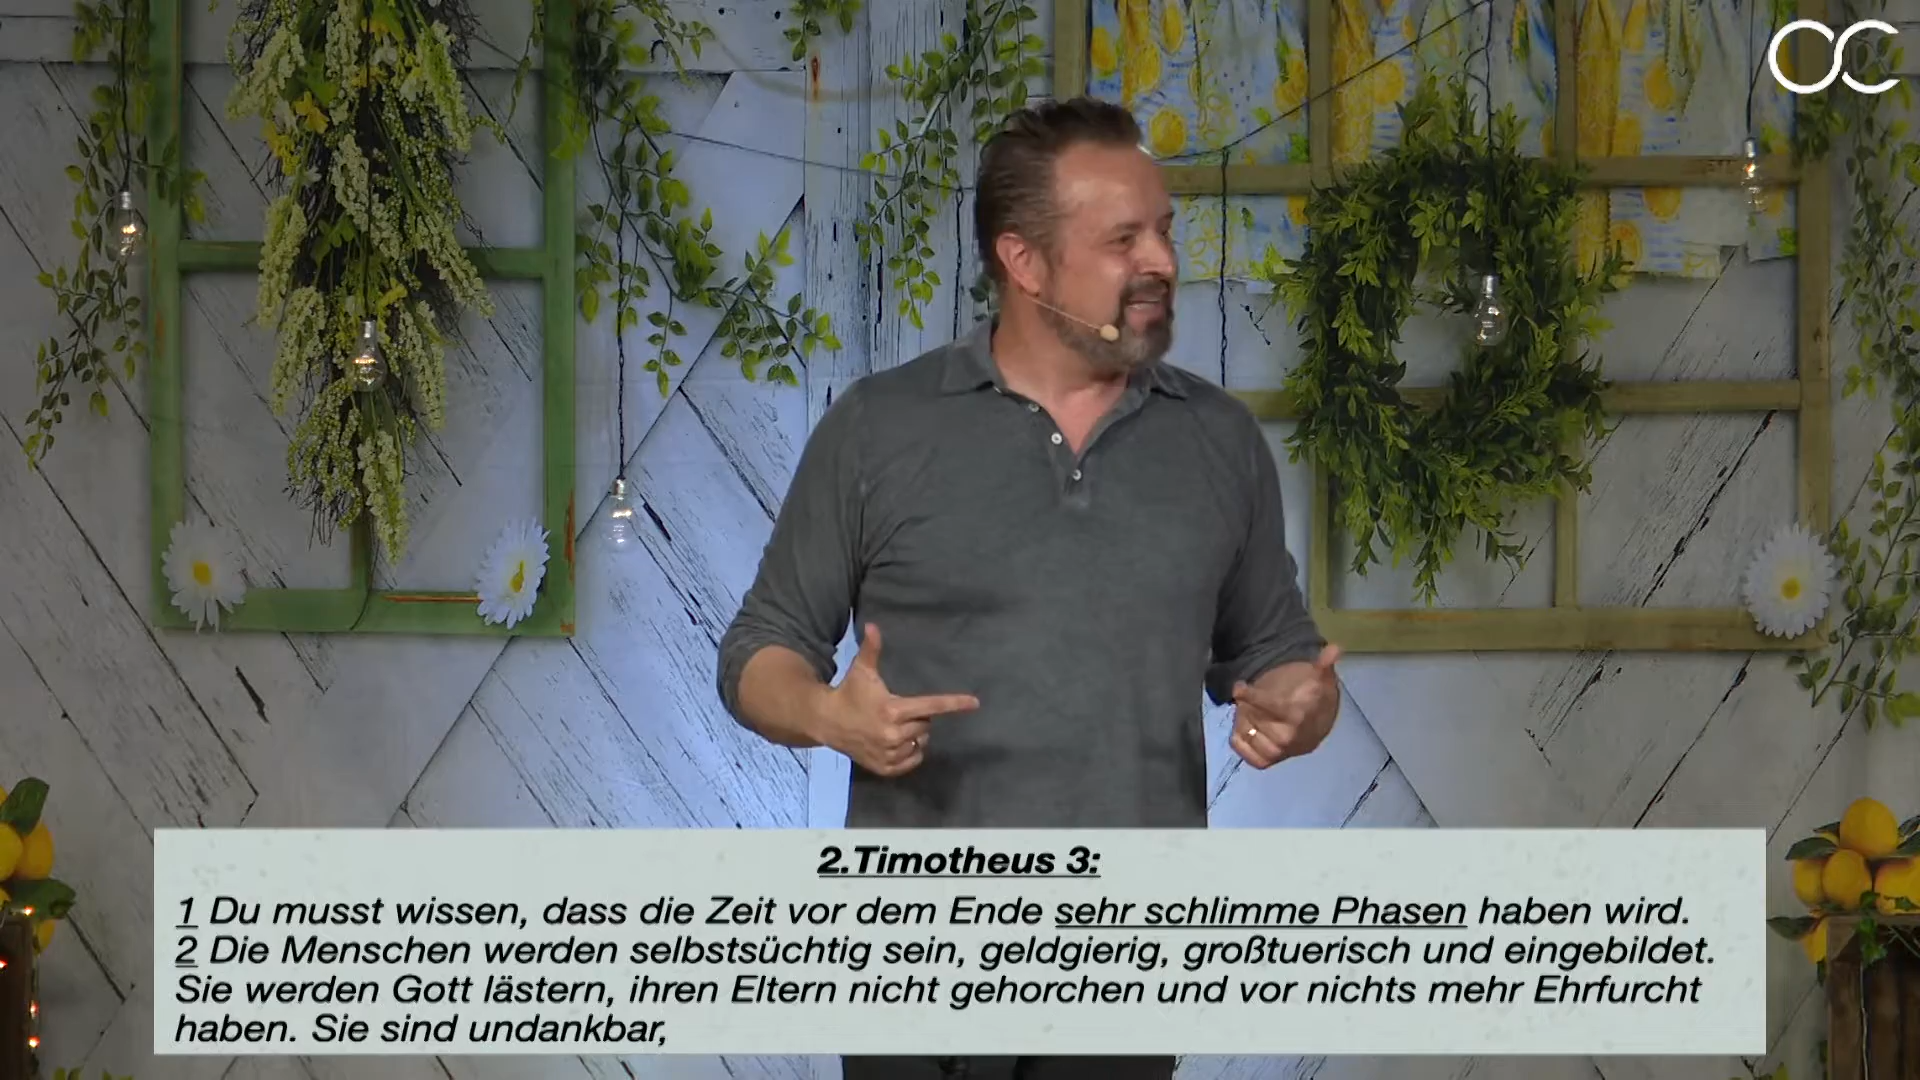 OC
2.Timotheus 3:
1 Du musst wissen, dass die Zeit vor dem Ende sehr schlimme Phasen haben wird.
2 Die Menschen werden selbstsüchtig sein, geldgierig, großtuerisch und eingebildet.
Sie werden Gott lästern, ihren Eltern nicht gehorchen und vor nichts mehr Ehrfurcht
haben. Sie sind undankbar,